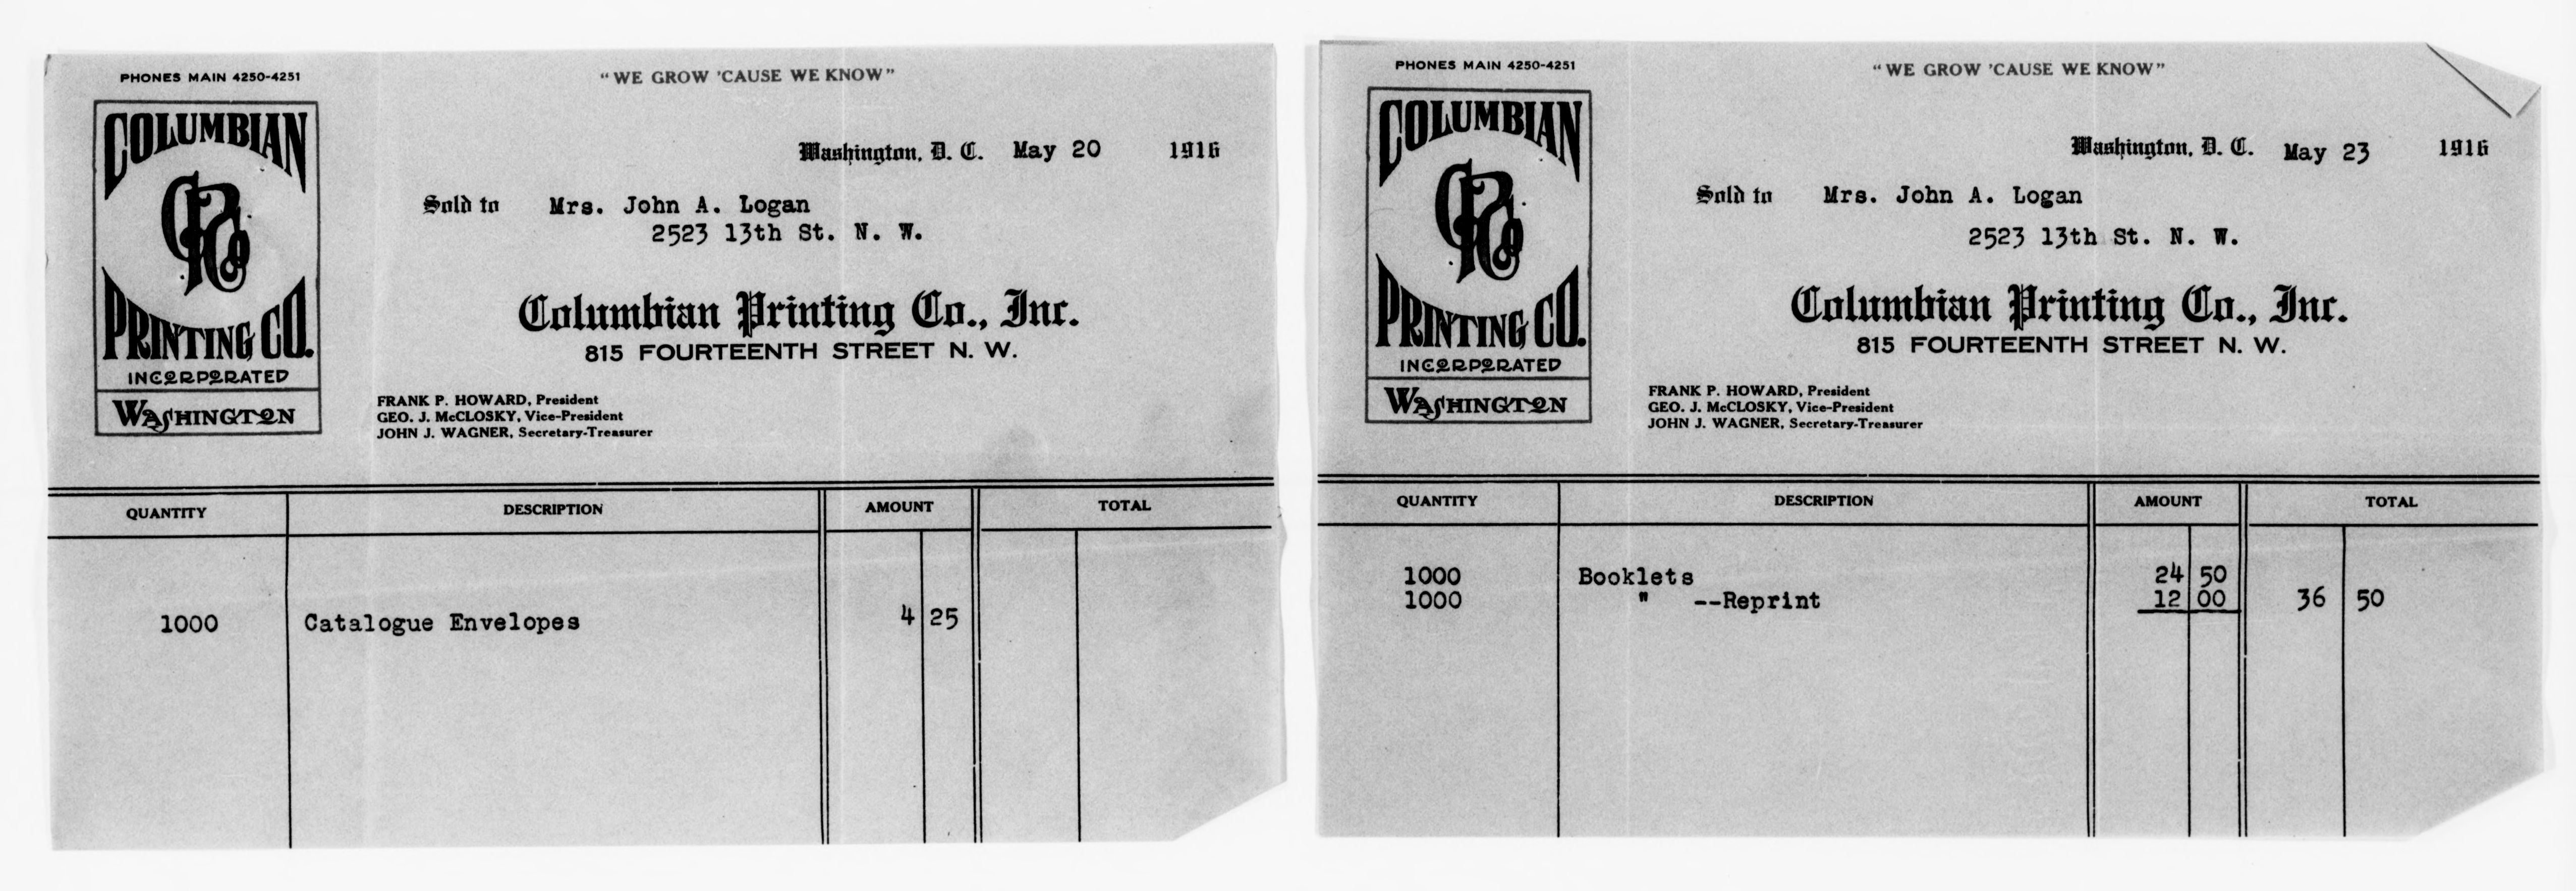 PHONES MAIN 4250-4251
"WE GROW 'CAUSE WE KNOW"
COLUMBIAN
CPCo
PRINTING CO.
INCORPORATED
WASHINGTON
Washington, D. C. May 20 1916
Sold to Mrs. John A. Logan
2523 13th St. N. W.
Columbian Printing Co., Inc.
815 FOURTEENTH STREET N. W.
FRANK P. HOWARD, President
GEO. J. McCLOSKY, Vice-President
JOHN J. WAGNER, Secretary-Treasurer
QUANTITY DESCRIPTION AMOUNT TOTAL
1000 Catalogue Envelopes 4 25
PHONES MAIN 4250-4251
"WE GROW 'CAUSE WE KNOW"
COLUMBIAN
CPCo
PRINTING CO.
INCORPORATED
WASHINGTON
Washington, D. C. May 23 1916
Sold to Mrs. John A. Logan
2523 13th St. N. W.
Columbian Printing Co., Inc.
815 FOURTEENTH STREET N. W.
FRANK P. HOWARD, President
GEO. J. McCLOSKY, Vice-President
JOHN J. WAGNER, Secretary-Treasurer
QUANTITY DESCRIPTION AMOUNT TOTAL
1000 Booklets 24 50
1000 " --Reprint 12 00 36 50